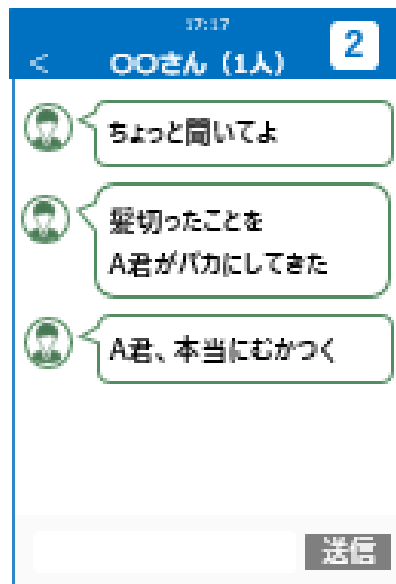 17:17
2
< 〇〇さん（1人）
ちょっと聞いてよ
髪切ったことを
A君がバカにしてきた
A君、本当にむかつく
送信